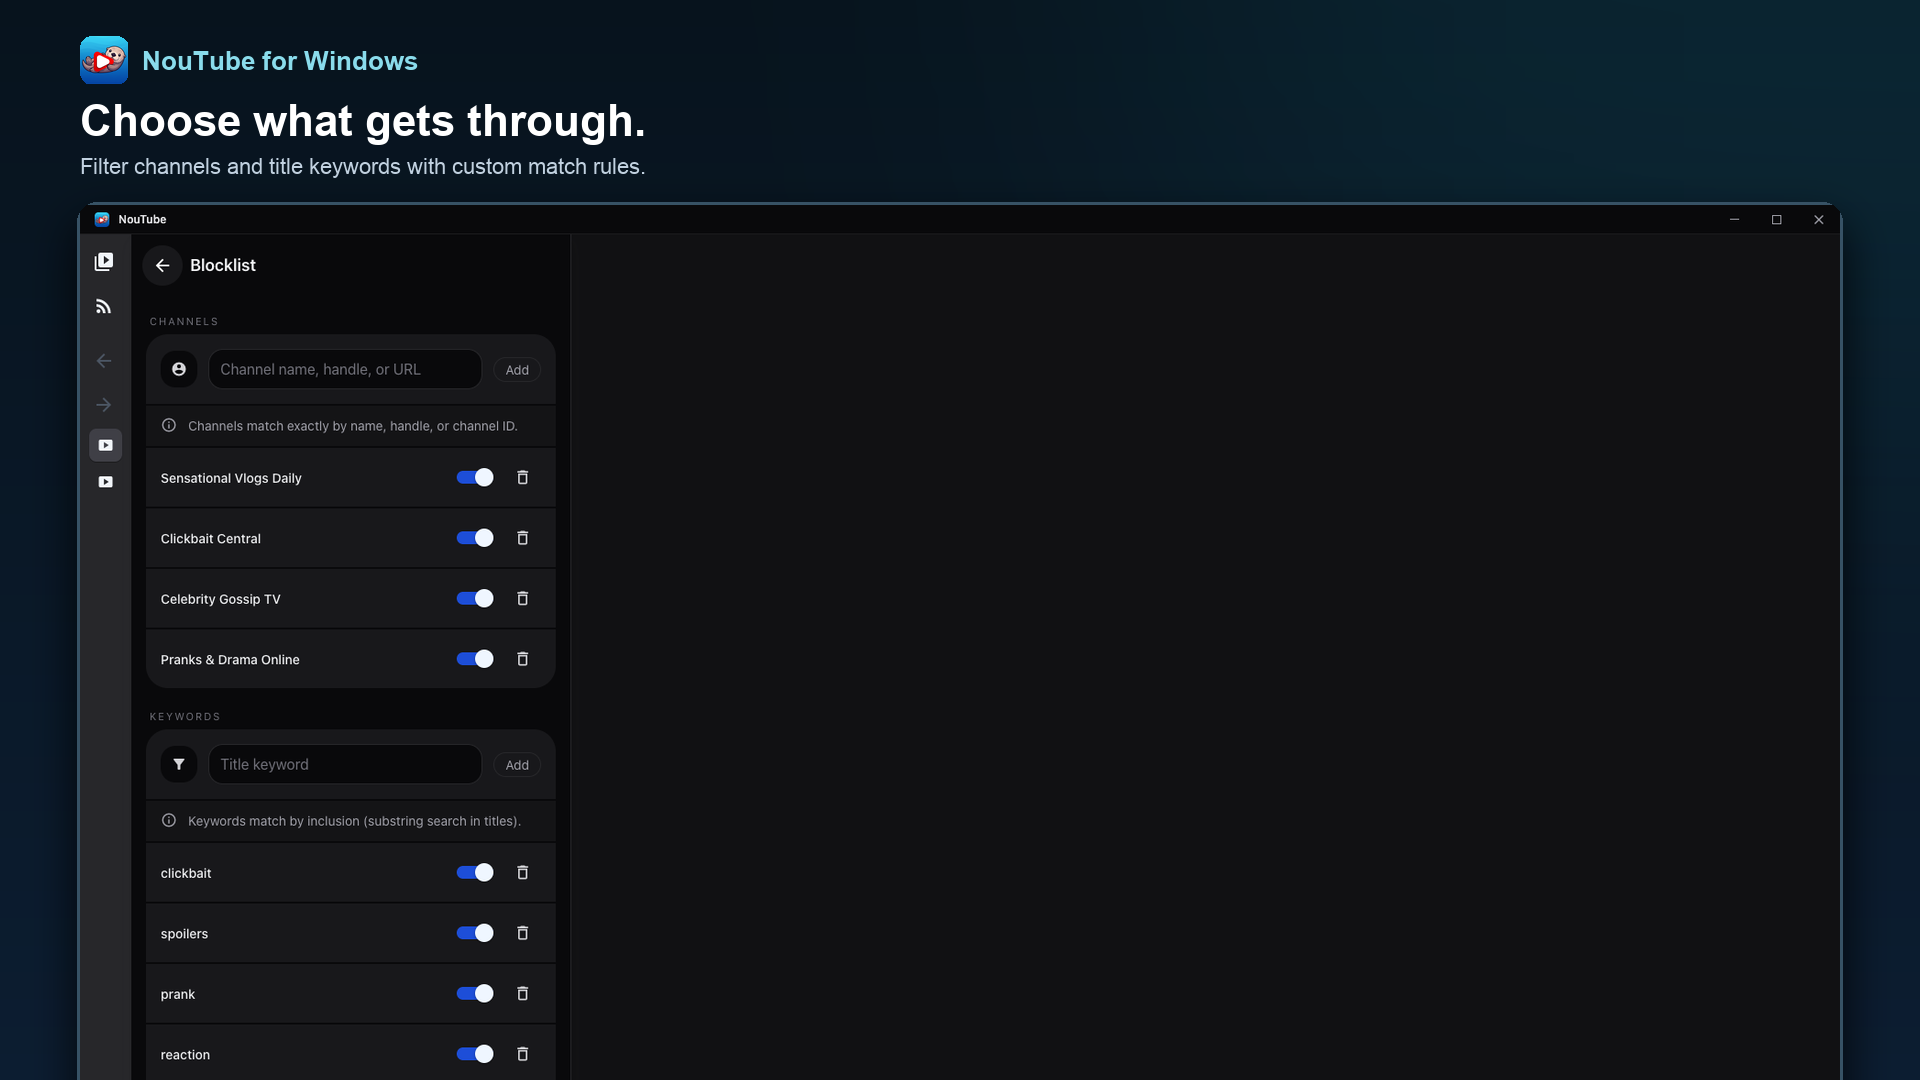 NouTube for Windows
Choose what gets through.
Filter channels and title keywords with custom match rules.
NouTube
Blocklist
CHANNELS
Channel name, handle, or URL
Add
Channels match exactly by name, handle, or channel ID.
Sensational Vlogs Daily
Clickbait Central
Celebrity Gossip TV
Pranks & Drama Online
KEYWORDS
Title keyword
Add
Keywords match by inclusion (substring search in titles).
clickbait
spoilers
prank
reaction